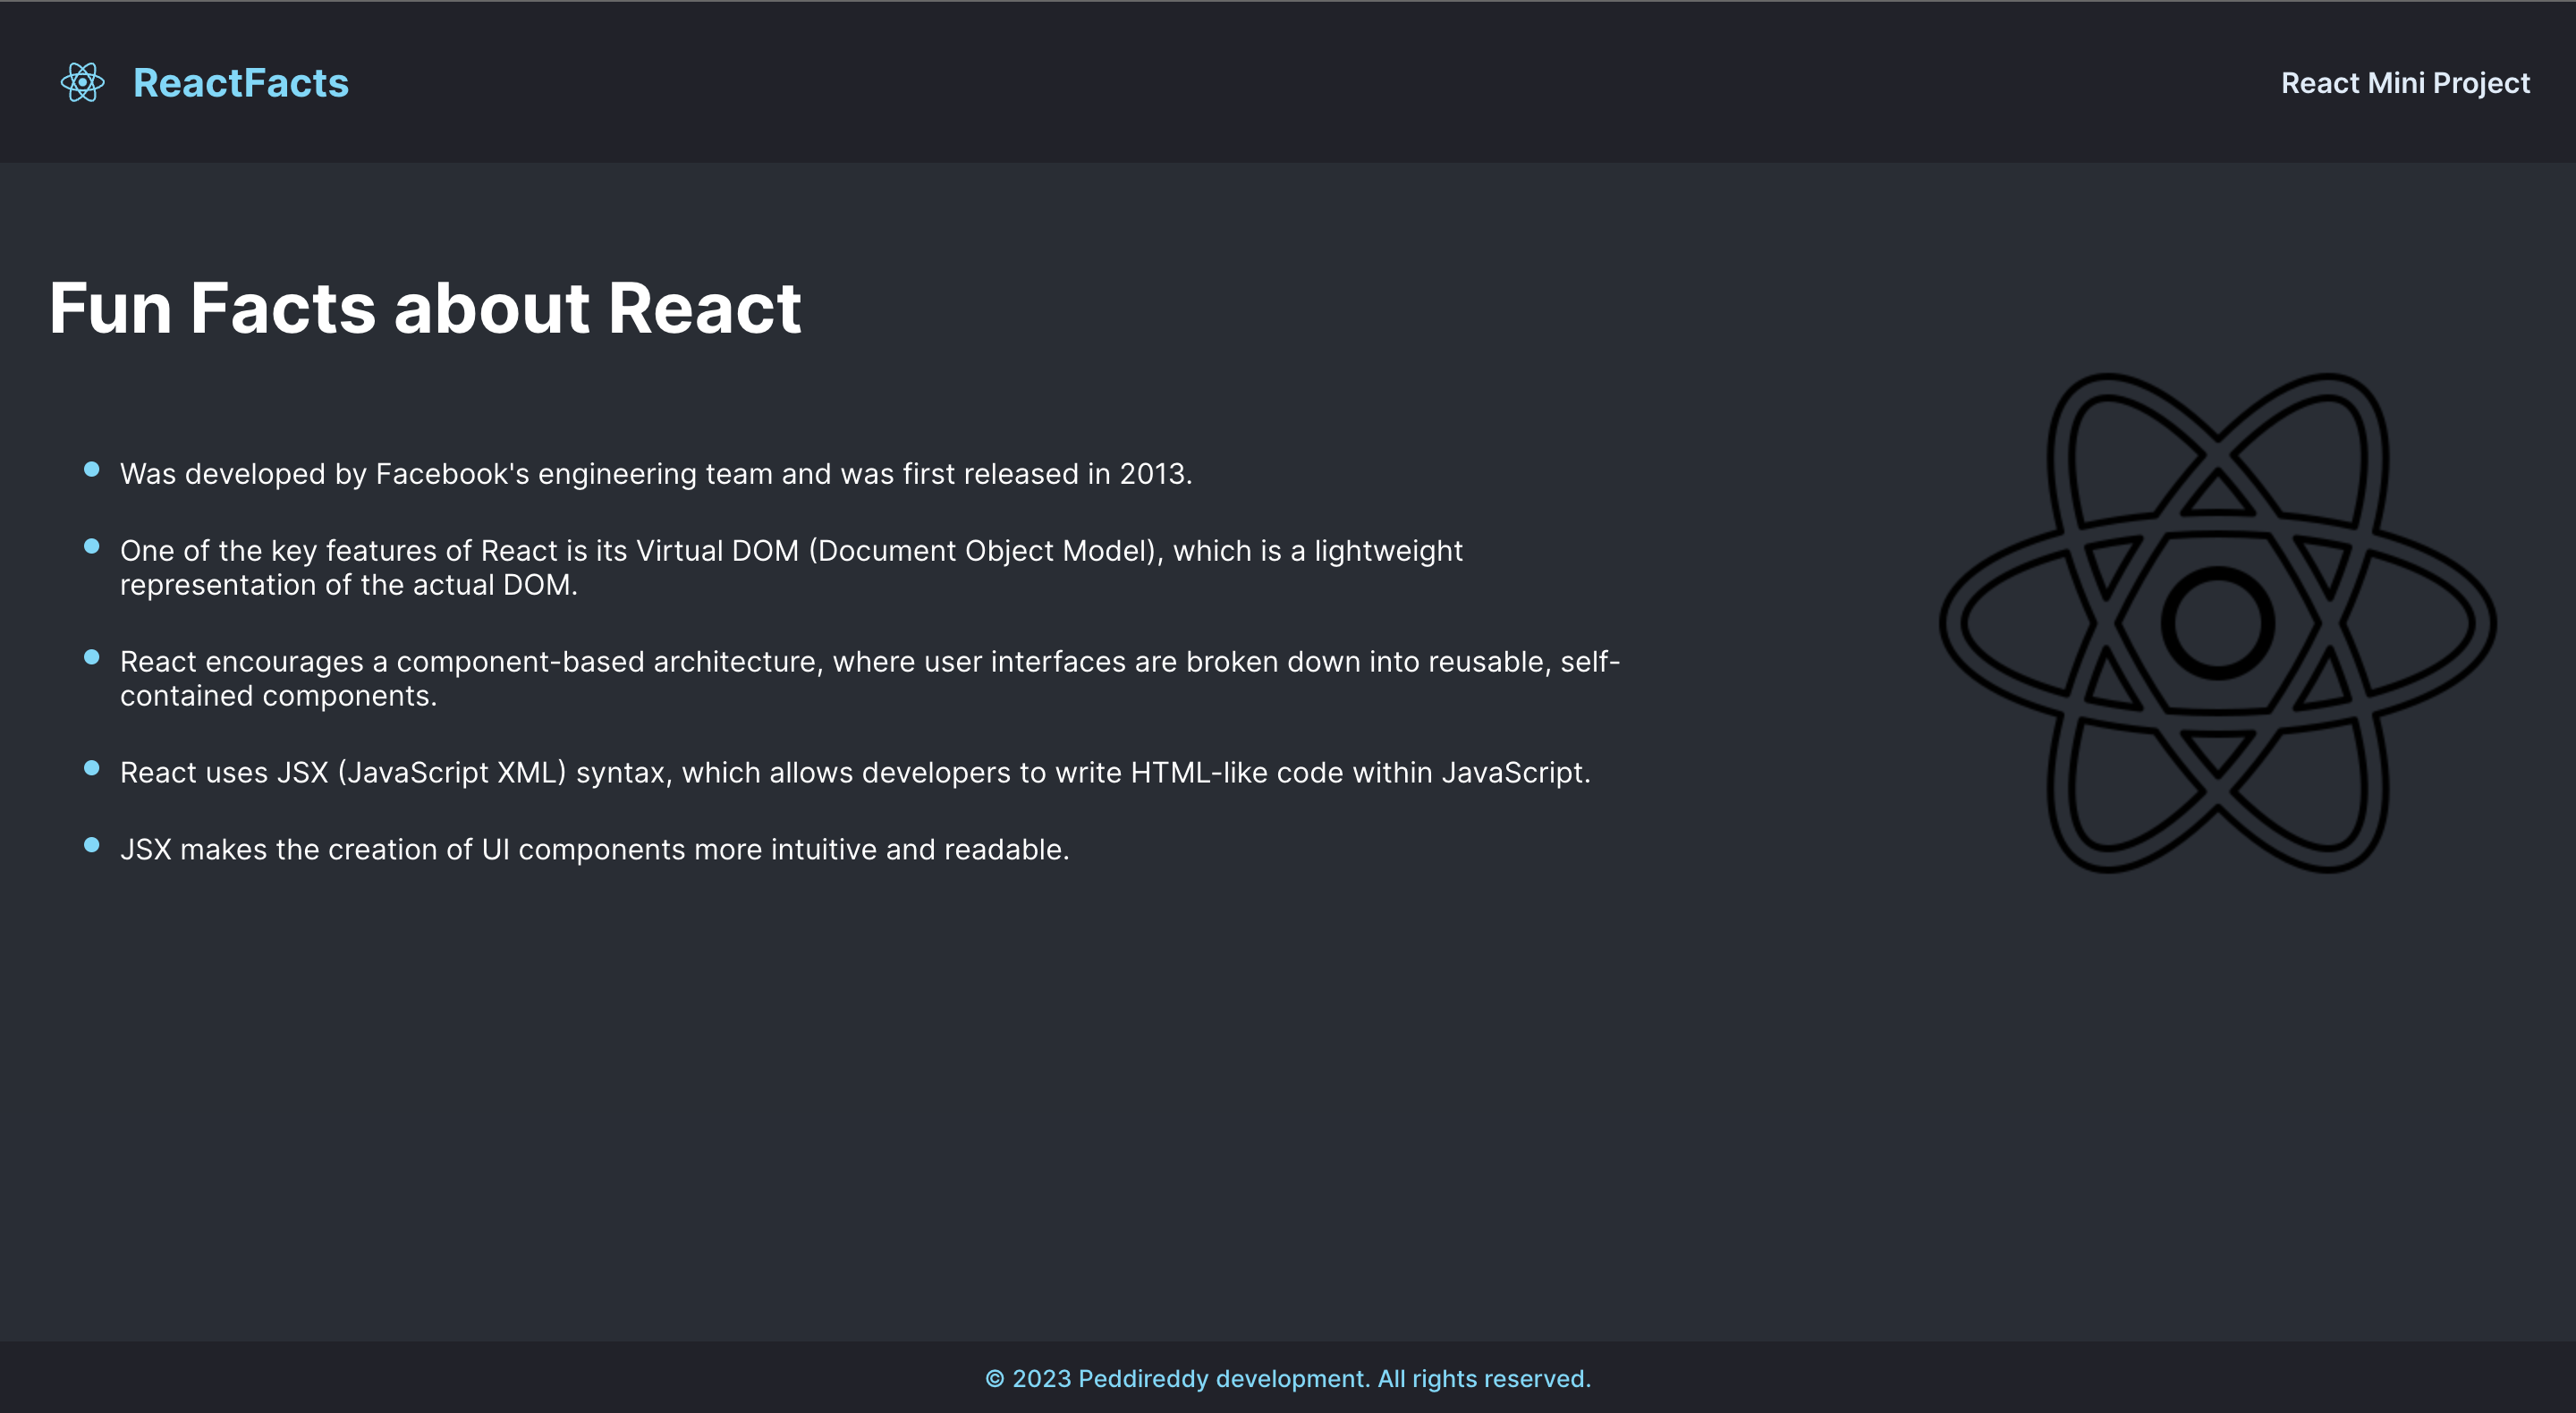 ReactFacts
React Mini Project
Fun Facts about React
Was developed by Facebook's engineering team and was first released in 2013.
One of the key features of React is its Virtual DOM (Document Object Model), which is a lightweight
representation of the actual DOM.
React encourages a component-based architecture, where user interfaces are broken down into reusable, self-
contained components.
React uses JSX (JavaScript XML) syntax, which allows developers to write HTML-like code within JavaScript.
JSX makes the creation of UI components more intuitive and readable.
© 2023 Peddireddy development. All rights reserved.